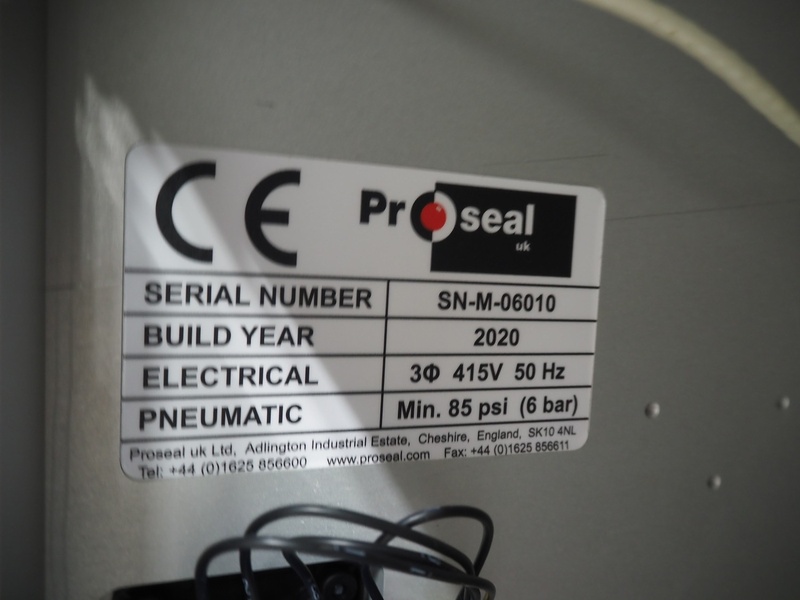 CE Proseal
uk
SERIAL NUMBER SN-M-06010
BUILD YEAR 2020
ELECTRICAL 3Φ 415V 50 Hz
PNEUMATIC Min. 85 psi (6 bar)
Proseal uk Ltd, Adlington Industrial Estate, Cheshire, England, SK10 4NL
Tel: +44 (0)1625 856600 www.proseal.com Fax: +44 (0)1625 856611